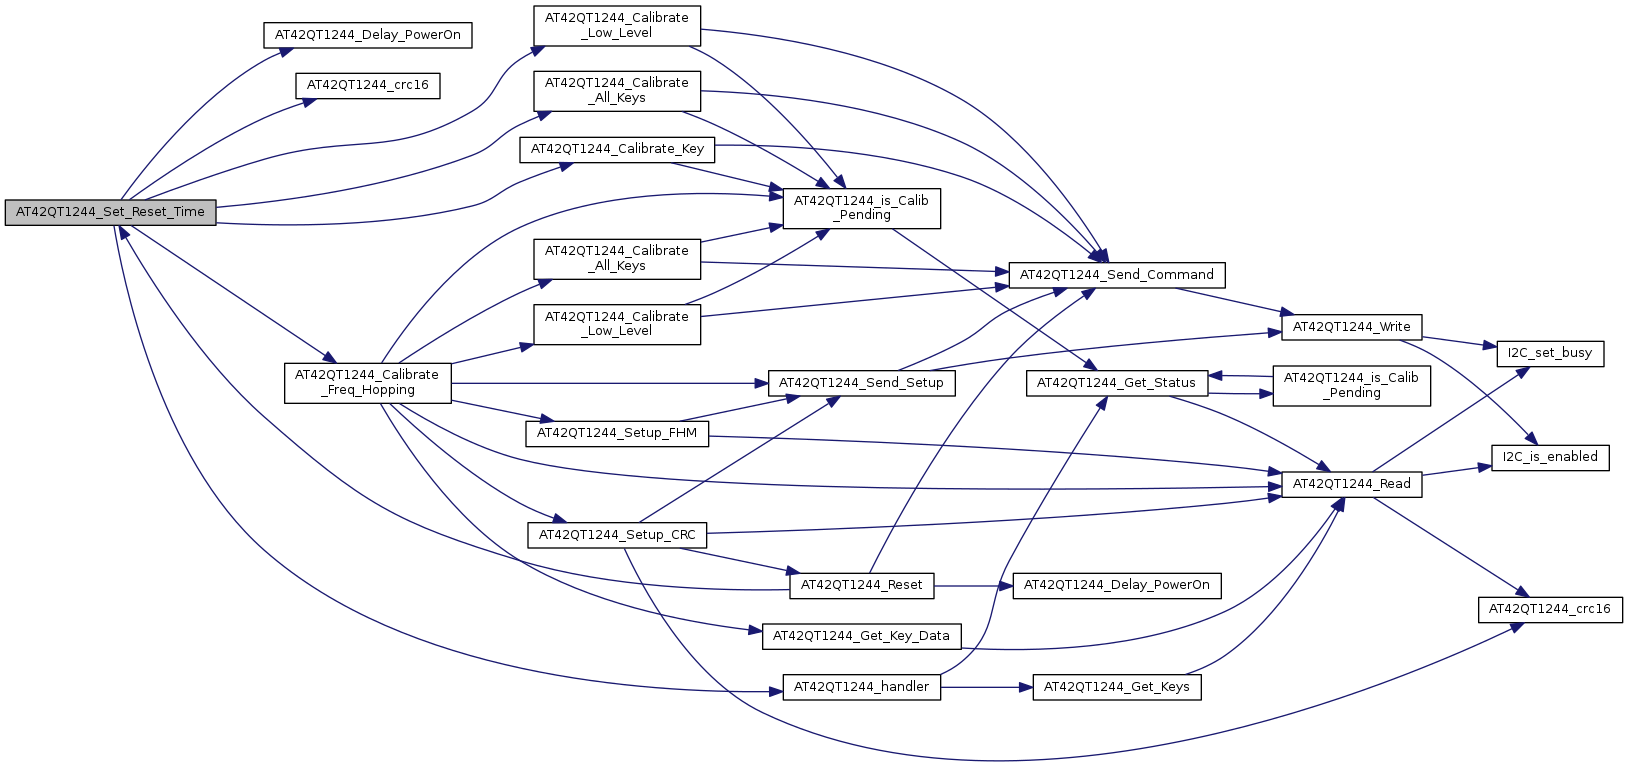 AT42QT1244_Set_Reset_Time
AT42QT1244_Delay_PowerOn
AT42QT1244_crc16
AT42QT1244_Calibrate
_Freq_Hopping
AT42QT1244_Calibrate
_Low_Level
AT42QT1244_Calibrate
_All_Keys
AT42QT1244_Calibrate_Key
AT42QT1244_Calibrate
_All_Keys
AT42QT1244_Calibrate
_Low_Level
AT42QT1244_Setup_FHM
AT42QT1244_Setup_CRC
AT42QT1244_is_Calib
_Pending
AT42QT1244_Send_Setup
AT42QT1244_Reset
AT42QT1244_Get_Key_Data
AT42QT1244_handler
AT42QT1244_Send_Command
AT42QT1244_Get_Status
AT42QT1244_Delay_PowerOn
AT42QT1244_Get_Keys
AT42QT1244_Write
AT42QT1244_is_Calib
_Pending
AT42QT1244_Read
I2C_set_busy
I2C_is_enabled
AT42QT1244_crc16